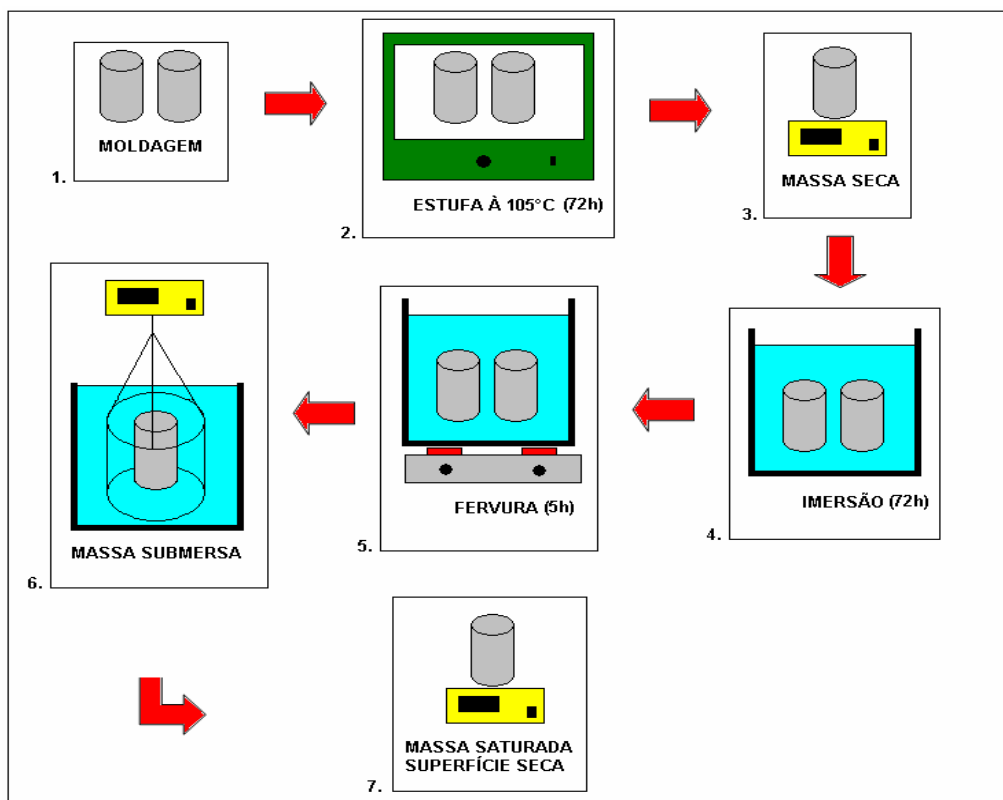 1.
MOLDAGEM
2.
ESTUFA À 105°C (72h)
3.
MASSA SECA
4.
IMERSÃO (72h)
5.
FERVURA (5h)
6.
MASSA SUBMERSA
7.
MASSA SATURADA
SUPERFÍCIE SECA